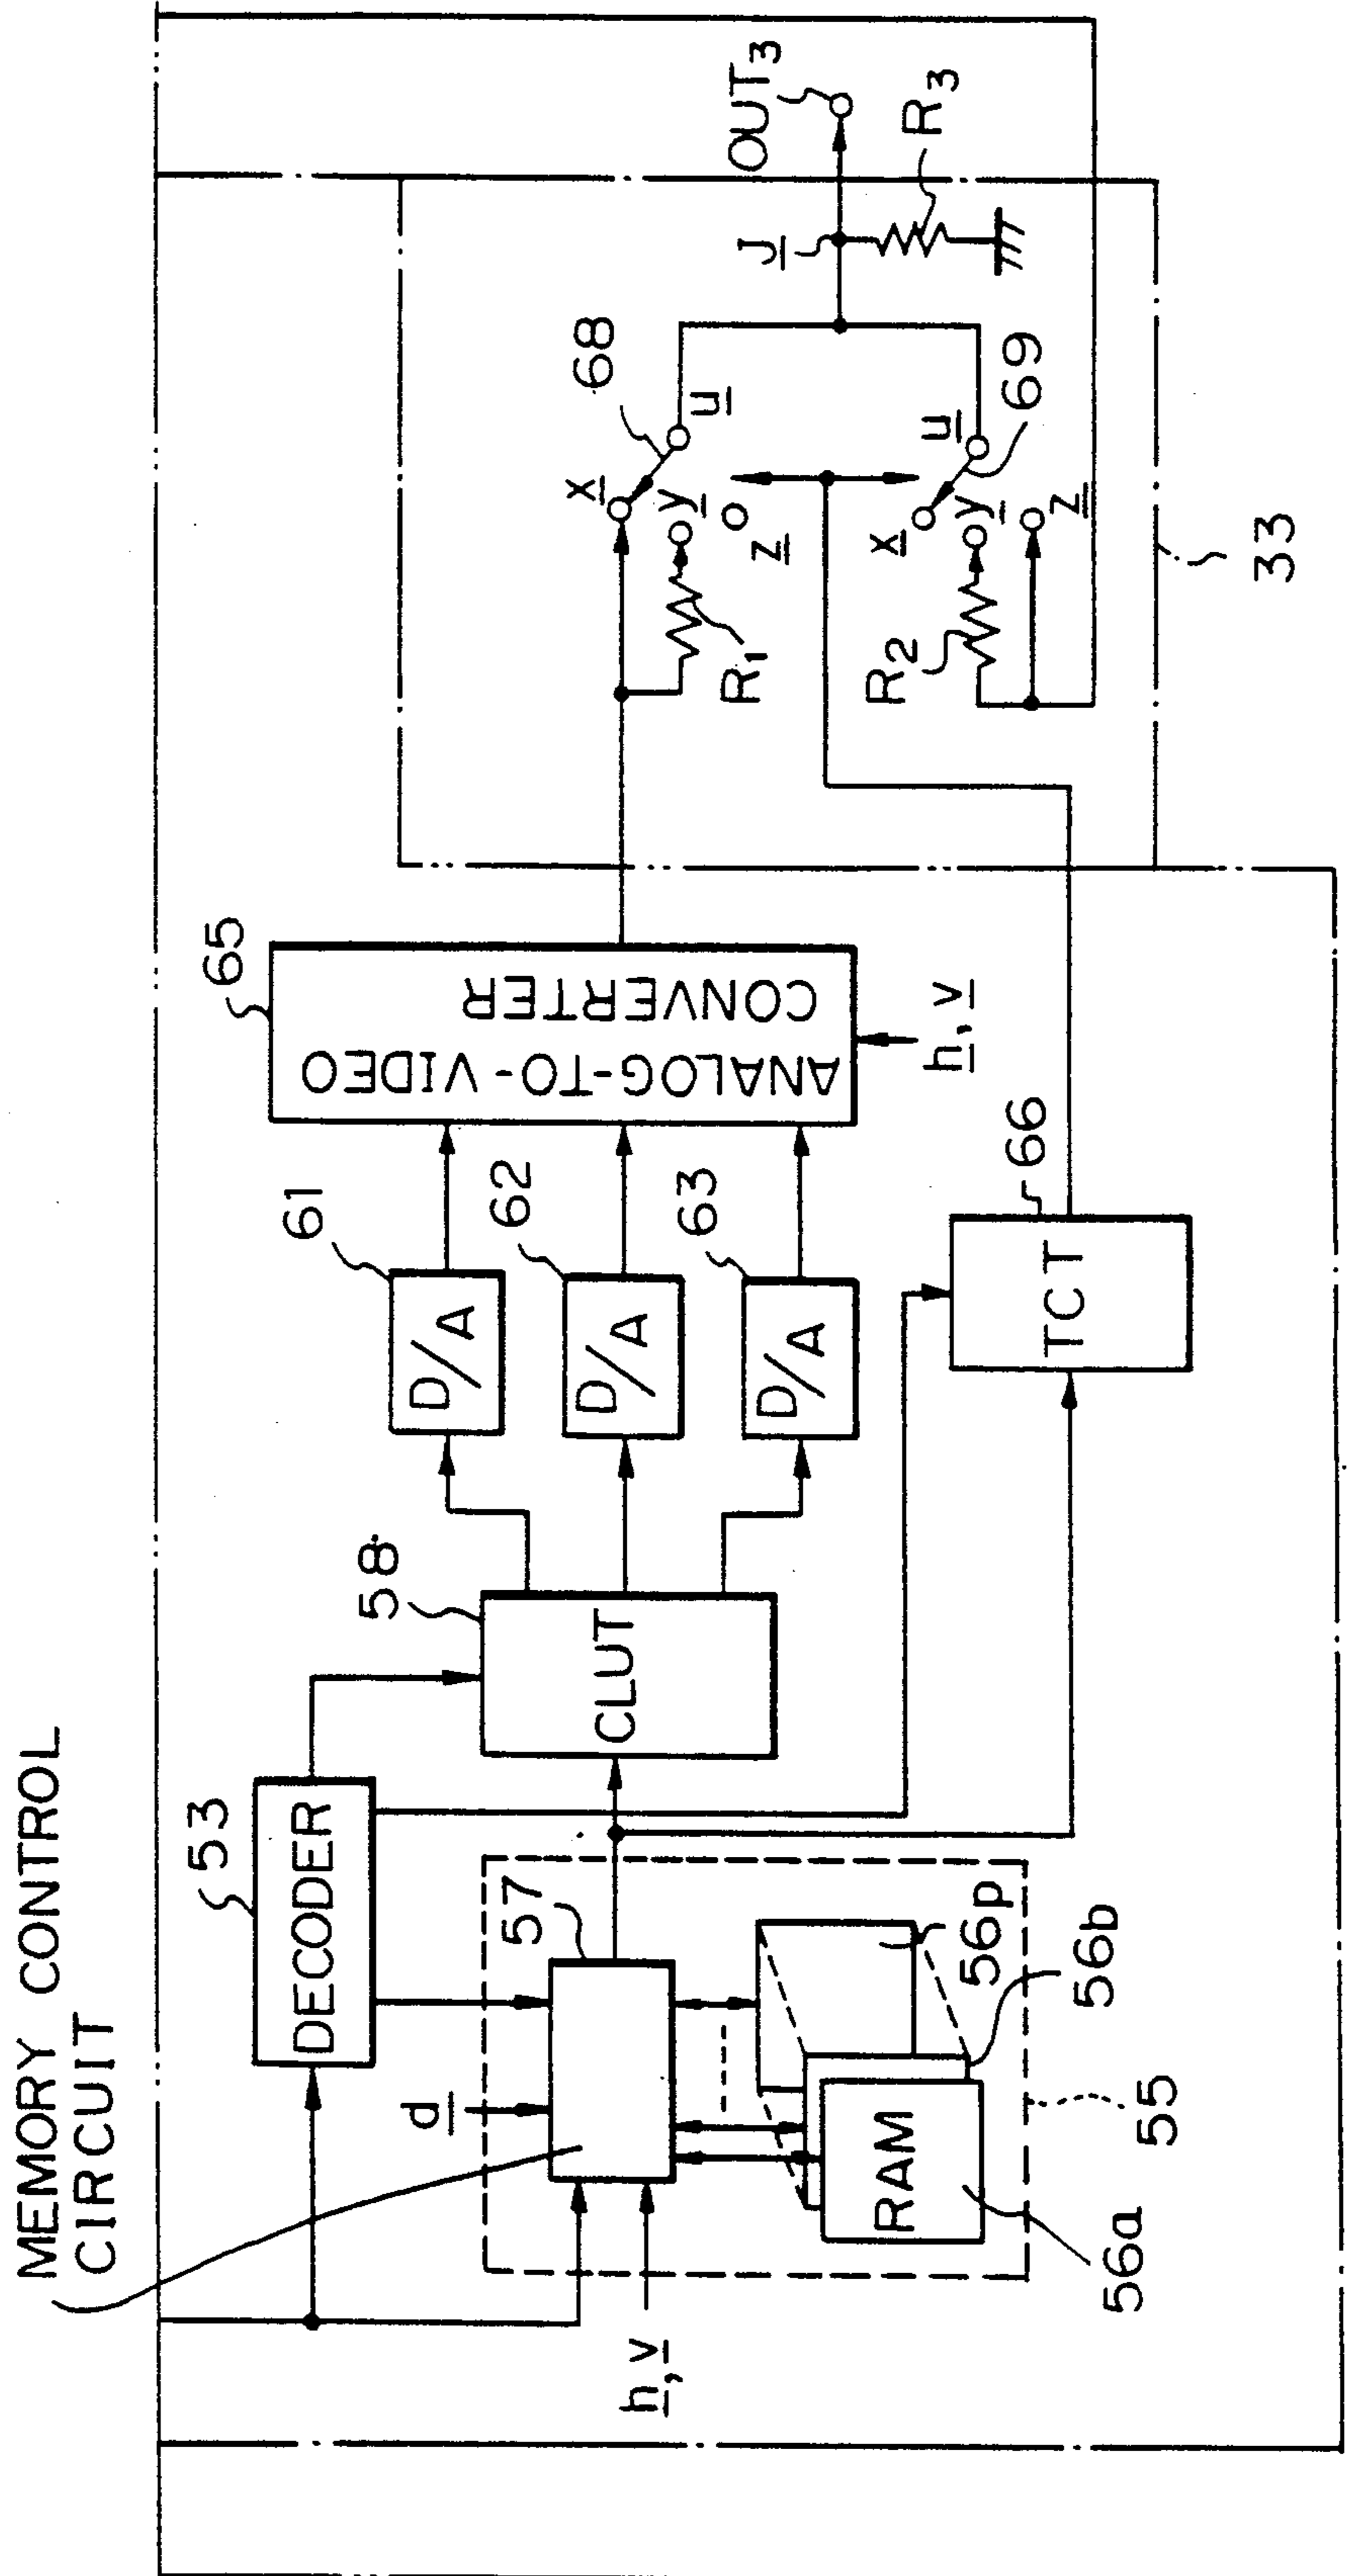 MEMORY CONTROL
CIRCUIT
53
DECODER
58
CLUT
57
d
h, v
RAM
56a
56b
56p
55
61
D/A
62
D/A
63
D/A
65
ANALOG-TO-VIDEO
CONVERTER
h, v
66
TCT
68
x
y
z
u
R1
69
x
y
z
u
R2
J
OUT3
R3
33